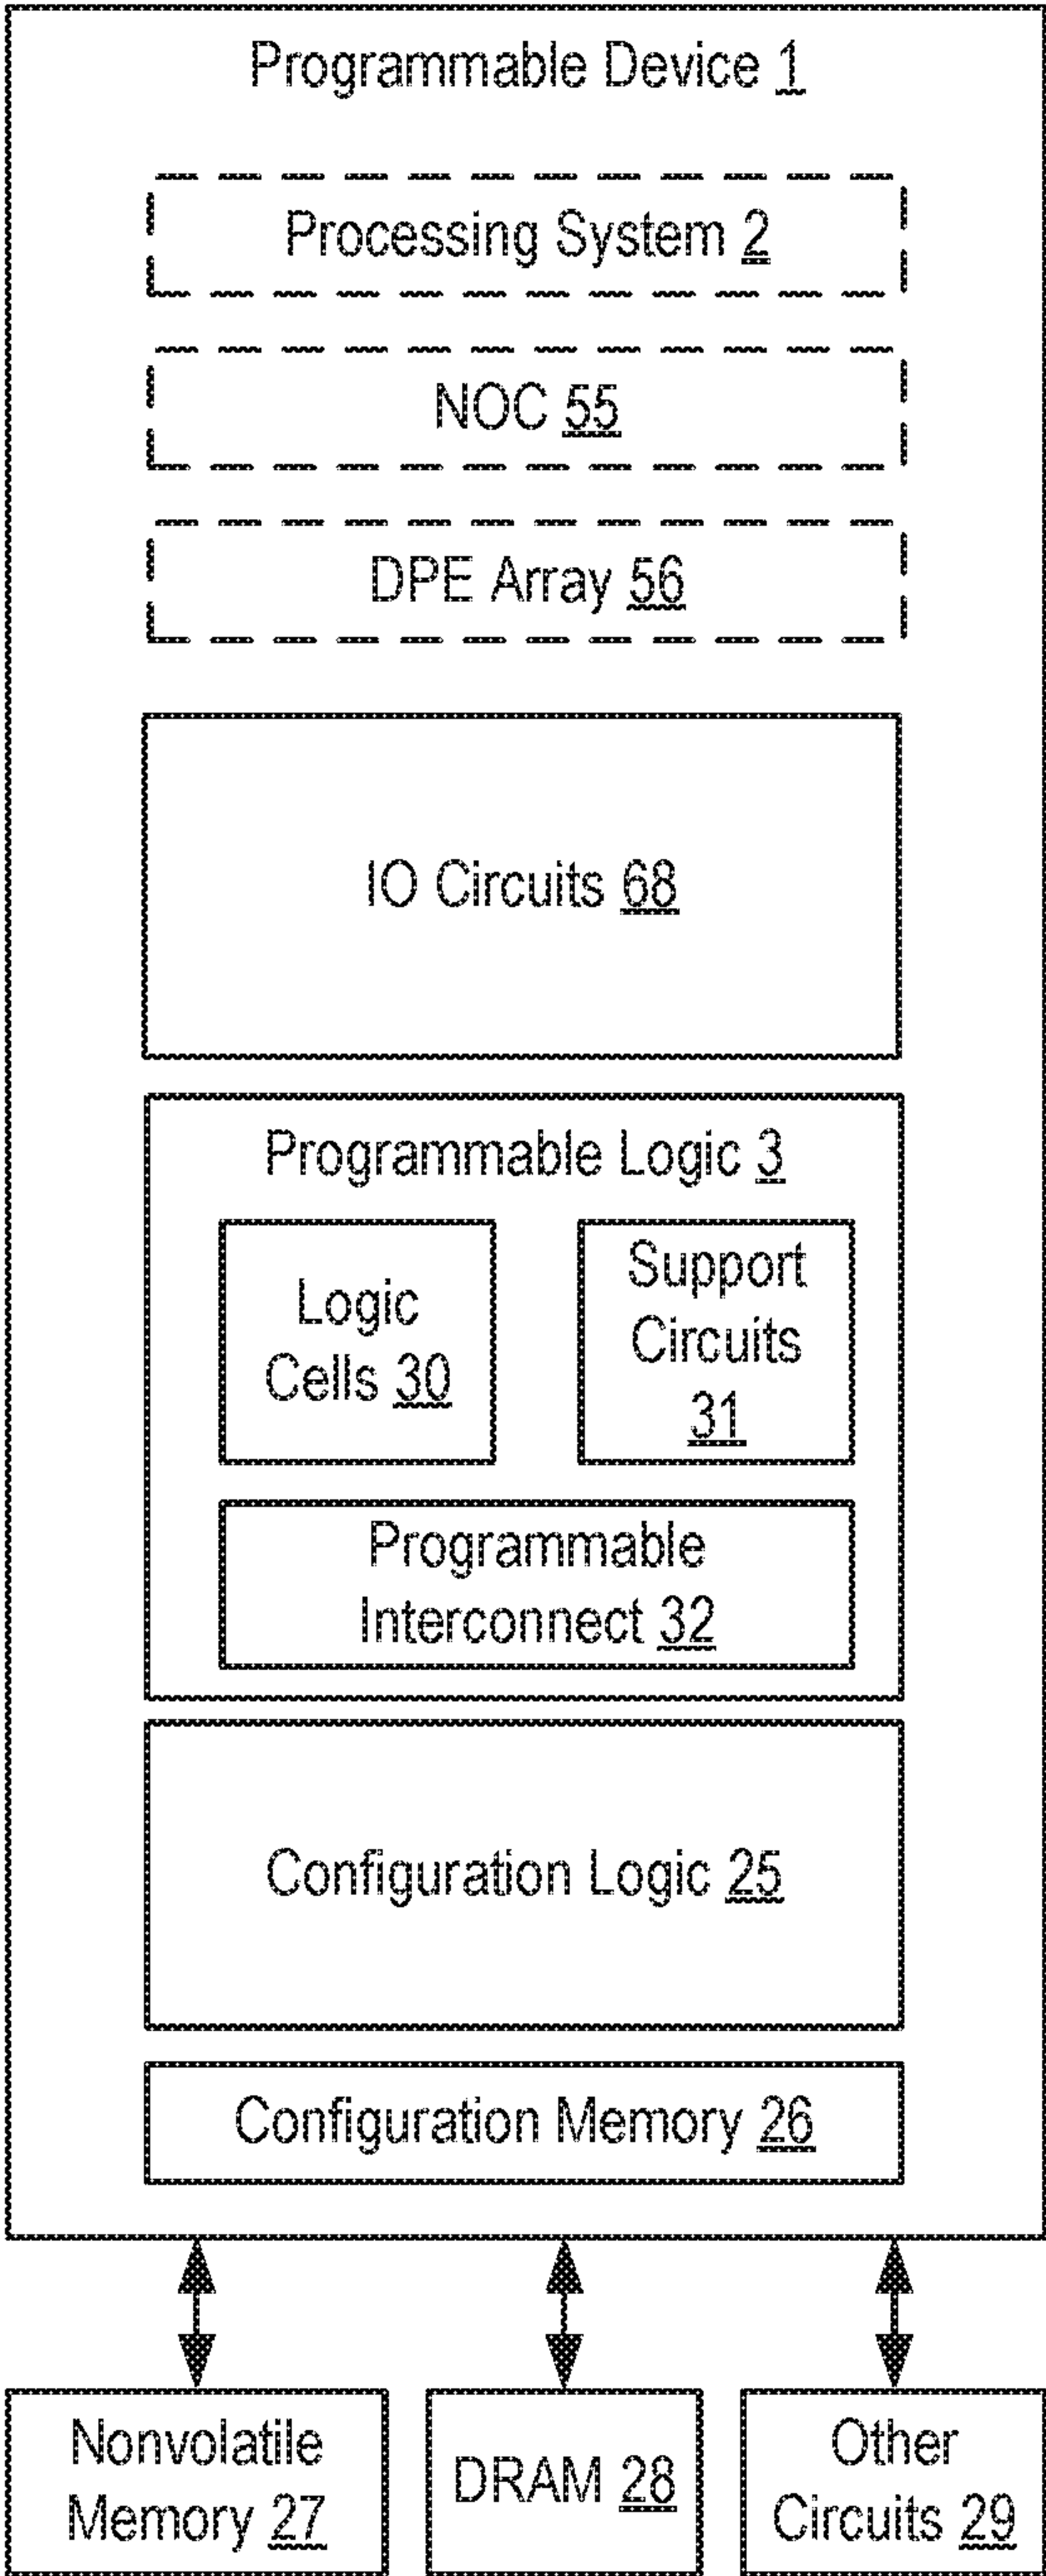 Programmable Device 1
Processing System 2
NOC 55
DPE Array 56
IO Circuits 68
Programmable Logic 3
Logic
Cells 30
Support
Circuits
31
Programmable
Interconnect 32
Configuration Logic 25
Configuration Memory 26
Nonvolatile
Memory 27
DRAM 28
Other
Circuits 29